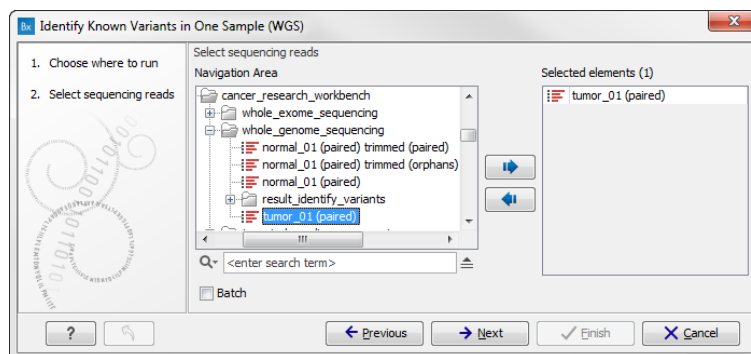 Bx Identify Known Variants in One Sample (WGS)
1. Choose where to run
2. Select sequencing reads
Select sequencing reads
Navigation Area
cancer_research_workbench
whole_exome_sequencing
whole_genome_sequencing
normal_01 (paired) trimmed (paired)
normal_01 (paired) trimmed (orphans)
normal_01 (paired)
result_identify_variants
tumor_01 (paired)
<enter search term>
Batch
Selected elements (1)
tumor_01 (paired)
?
Previous
Next
Finish
Cancel